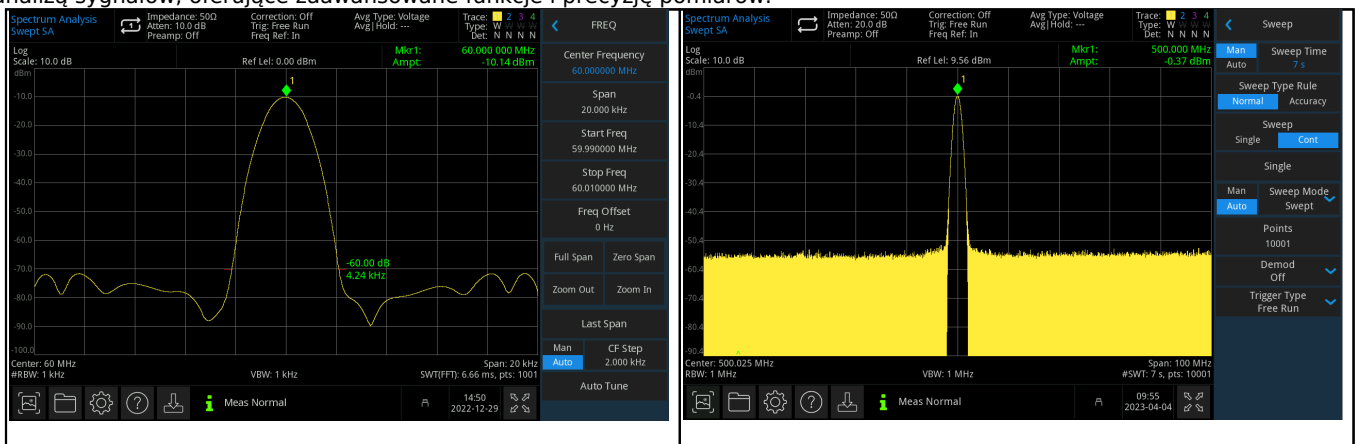 analizą sygnałów, oferujące zaawansowane funkcje i precyzję pomiarów.
Spectrum Analysis
Swept SA
Impedance: 50Ω
Atten: 10.0 dB
Preamp: Off
Correction: Off
Trig: Free Run
Freq Ref: In
Avg Type: Voltage
Avg|Hold: ---
Trace: 2 3 4
Type: W W W W
Det: N N N N
Log
Scale: 10.0 dB
Ref Lel: 0.00 dBm
Mkr1: 60.000 000 MHz
Ampt: -10.14 dBm
dBm
1
-10.0
-20.0
-30.0
-40.0
-50.0
-60.0
-70.0
-80.0
-90.0
-100.0
-60.00 dB
4.24 kHz
Center: 60 MHz
Span: 20 kHz
#RBW: 1 kHz
VBW: 1 kHz
SWT(FFT): 6.66 ms, pts: 1001
Meas Normal
14:50
2022-12-29
FREQ
Center Frequency
60.000000 MHz
Span
20.000 kHz
Start Freq
59.990000 MHz
Stop Freq
60.010000 MHz
Freq Offset
0 Hz
Full Span Zero Span
Zoom Out Zoom In
Last Span
Man CF Step
Auto 2.000 kHz
Auto Tune
Spectrum Analysis
Swept SA
Impedance: 50Ω
Atten: 20.0 dB
Preamp: Off
Correction: Off
Trig: Free Run
Freq Ref: In
Avg Type: Voltage
Avg|Hold: ---
Trace: 2 3 4
Type: W W W W
Det: N N N N
Log
Scale: 10.0 dB
Ref Lel: 9.56 dBm
Mkr1: 500.000 MHz
Ampt: -0.37 dBm
dBm
1
-0.4
-10.4
-20.4
-30.4
-40.4
-50.4
-60.4
-70.4
-80.4
-90.4
Center: 500.025 MHz
Span: 100 MHz
RBW: 1 MHz
VBW: 1 MHz
#SWT: 7 s, pts: 10001
Meas Normal
09:55
2023-04-04
Sweep
Man Sweep Time
Auto 7 s
Sweep Type Rule
Normal Accuracy
Sweep
Single Cont
Single
Man Sweep Mode
Auto Swept
Points
10001
Demod
Off
Trigger Type
Free Run